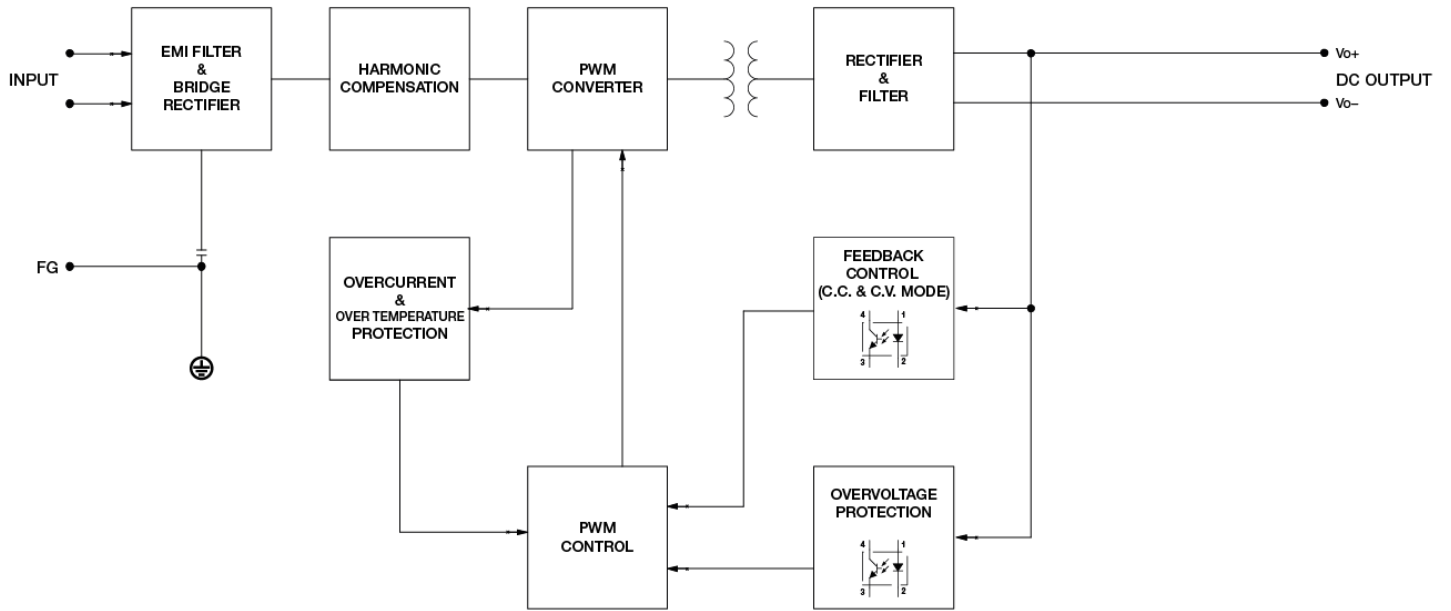 INPUT
EMI FILTER
&
BRIDGE
RECTIFIER
HARMONIC
COMPENSATION
PWM
CONVERTER
RECTIFIER
&
FILTER
Vo+
DC OUTPUT
Vo–
FG
OVERCURRENT
&
OVER TEMPERATURE
PROTECTION
FEEDBACK
CONTROL
(C.C. & C.V. MODE)
4 1
3 2
PWM
CONTROL
OVERVOLTAGE
PROTECTION
4 1
3 2